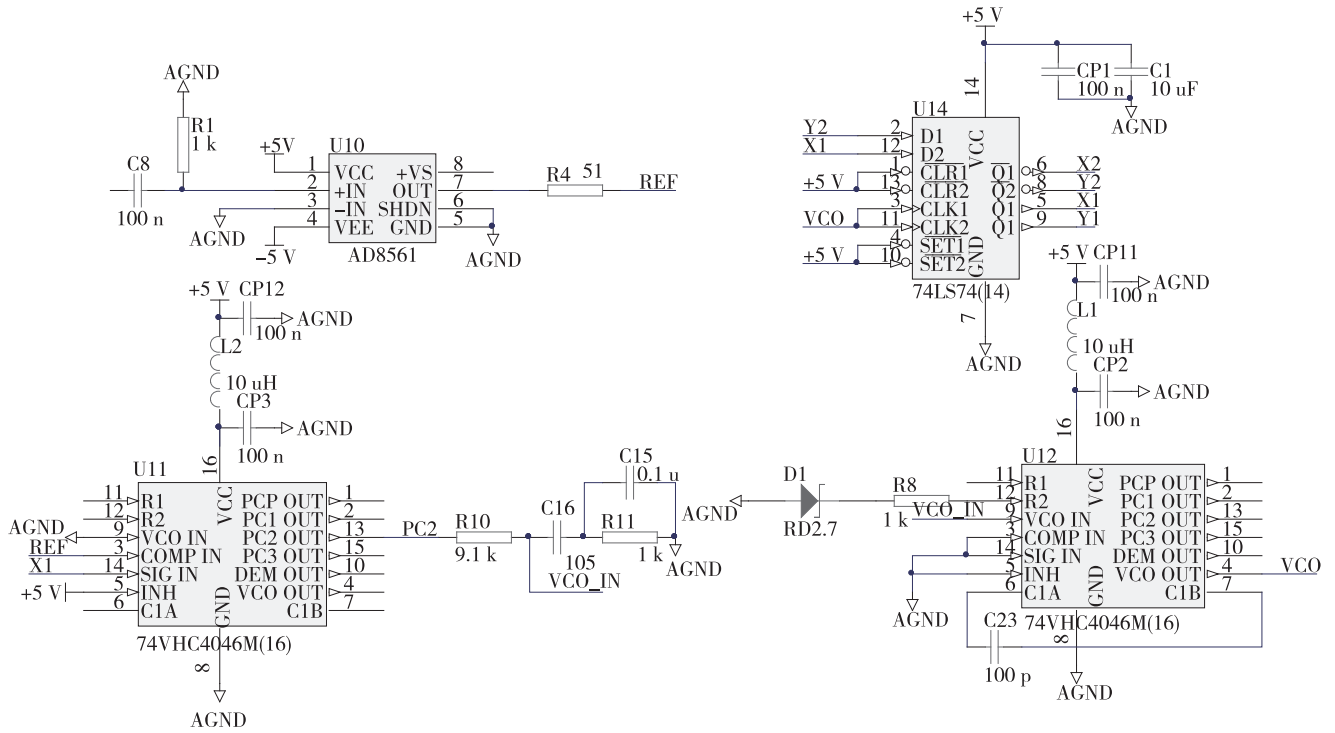 AGND
R1
1 k
C8
100 n
+5V
U10
1 VCC +VS 8
2 +IN OUT 7
3 −IN SHDN 6
4 VEE GND 5
AD8561
AGND
−5 V
AGND
R4 51
REF
+5 V
14
CP1
100 n
C1
10 uF
AGND
U14
VCC
Y2 2 D1
X1 12 D2
1 CLR1 Q1 6 X2
+5 V 13 CLR2 Q2 8 Y2
3 CLK1 Q1 5 X1
VCO 11 CLK2 Q1 9 Y1
4 SET1
+5 V 10 SET2
GND
74LS74(14)
7
AGND
+5 V CP12
100 n AGND
L2
10 uH
CP3
100 n AGND
16
U11
VCC
11 R1 PCP OUT 1
12 R2 PC1 OUT 2
AGND 9 VCO IN PC2 OUT 13 PC2
REF 3 COMP IN PC3 OUT 15
X1 14 SIG IN DEM OUT 10
+5 V 5 INH VCO OUT 4
6 C1A C1B 7
GND
74VHC4046M(16)
8
AGND
R10
9.1 k
C16
105
VCO_IN
C15
0.1 u
R11
1 k
AGND
AGND
D1
RD2.7
R8
1 k
VCO_IN
+5 V CP11
100 n AGND
L1
10 uH
CP2
100 n AGND
16
U12
VCC
11 R1 PCP OUT 1
12 R2 PC1 OUT 2
9 VCO IN PC2 OUT 13
3 COMP IN PC3 OUT 15
14 SIG IN DEM OUT 10
5 INH VCO OUT 4 VCO
6 C1A C1B 7
GND
AGND
74VHC4046M(16)
8
C23
100 p
AGND